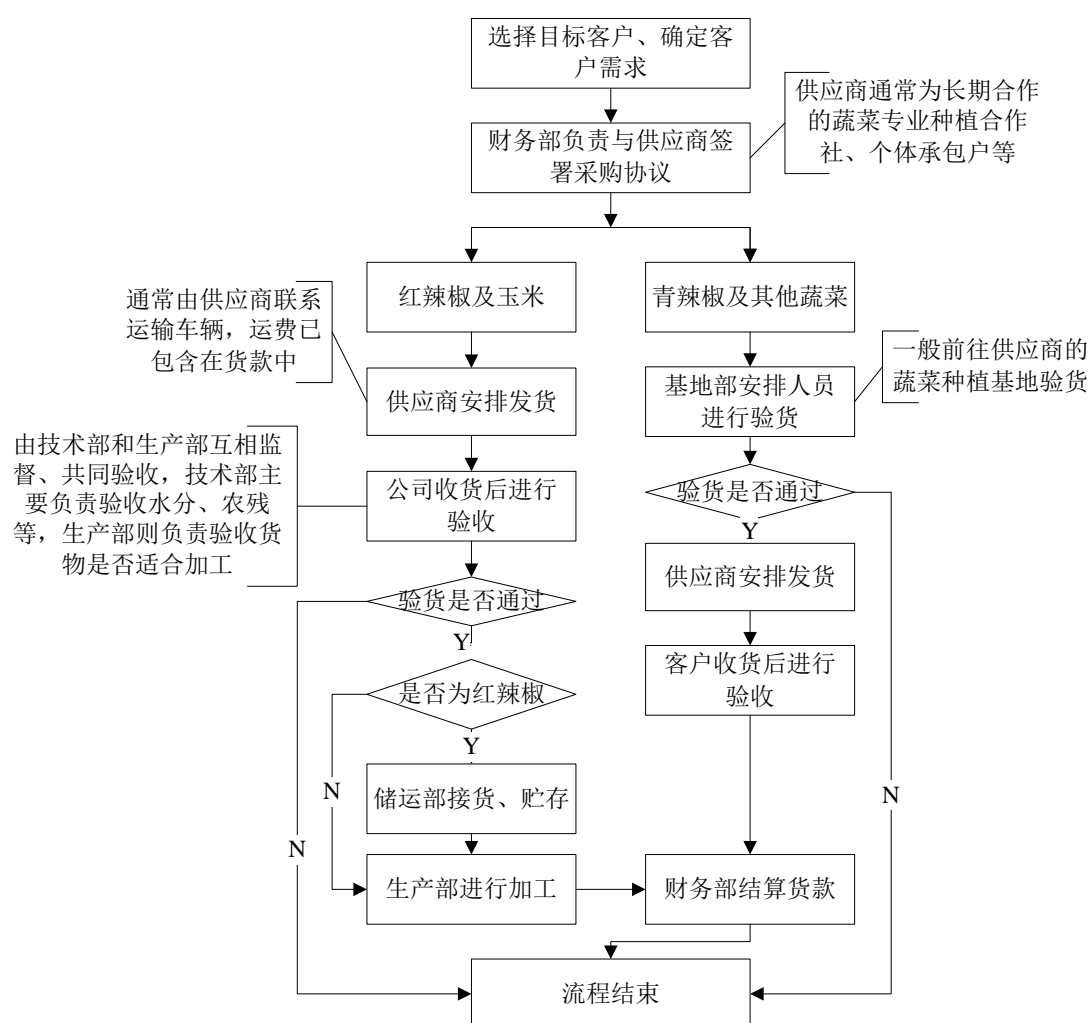 选择目标客户、确定客
户需求
供应商通常为长期合作
的蔬菜专业种植合作
社、个体承包户等
财务部负责与供应商签
署采购协议
红辣椒及玉米
青辣椒及其他蔬菜
通常由供应商联系
运输车辆，运费已
包含在货款中
一般前往供应商的
蔬菜种植基地验货
供应商安排发货
基地部安排人员
进行验货
由技术部和生产部互相监
督、共同验收，技术部主
要负责验收水分、农残
等，生产部则负责验收货
物是否适合加工
公司收货后进行
验收
验货是否通过
Y
供应商安排发货
验货是否通过
Y
客户收货后进行
验收
是否为红辣椒
Y
储运部接货、贮存
N
N
N
生产部进行加工
财务部结算货款
流程结束